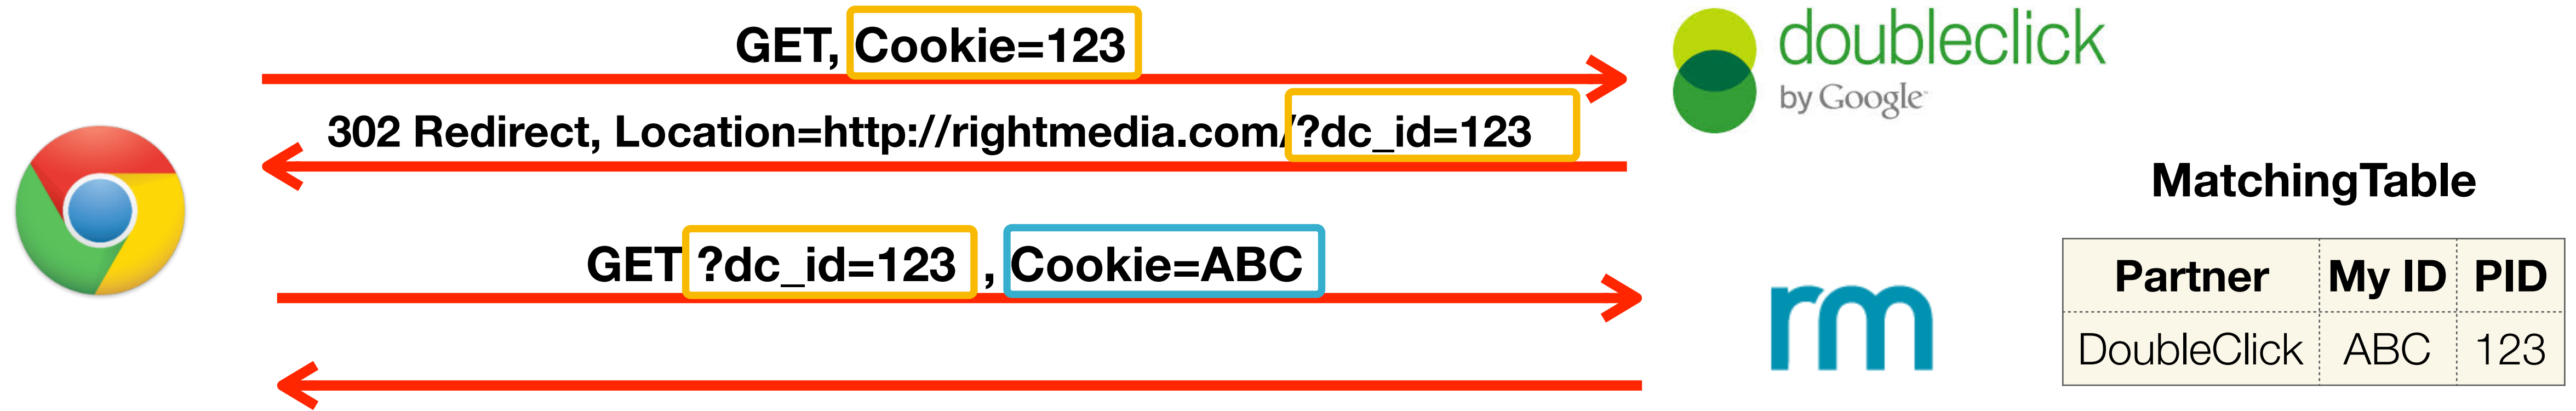 GET, Cookie=123
doubleclick
by Google
302 Redirect, Location=http://rightmedia.com/?dc_id=123
MatchingTable
GET ?dc_id=123 , Cookie=ABC
rm
Partner My ID PID
DoubleClick ABC 123